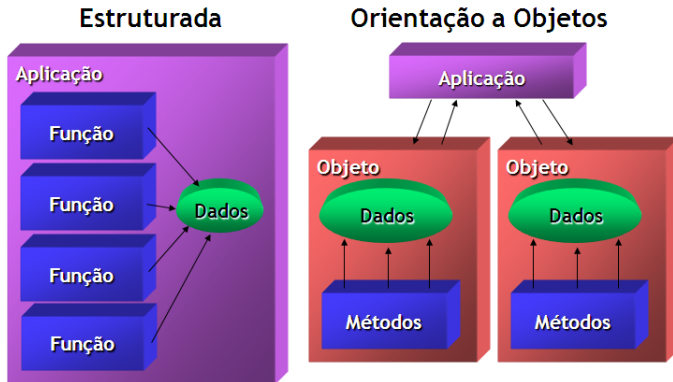 Estruturada
Aplicação
Função
Função
Função
Função
Dados
Orientação a Objetos
Aplicação
Objeto
Dados
Métodos
Objeto
Dados
Métodos